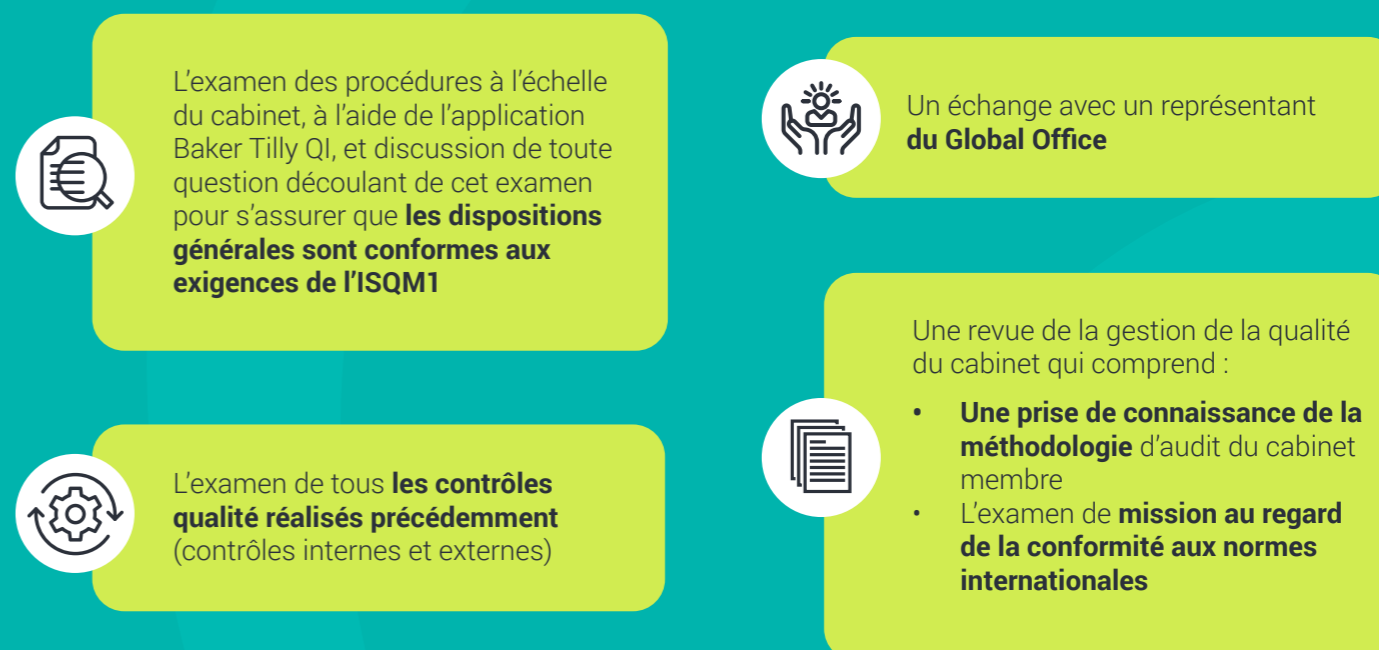 L'examen des procédures à l'échelle
du cabinet, à l'aide de l'application
Baker Tilly QI, et discussion de toute
question découlant de cet examen
pour s'assurer que les dispositions
générales sont conformes aux
exigences de l'ISQM1
L'examen de tous les contrôles
qualité réalisés précédemment
(contrôles internes et externes)
Un échange avec un représentant
du Global Office
Une revue de la gestion de la qualité
du cabinet qui comprend :
• Une prise de connaissance de la
méthodologie d'audit du cabinet
membre
• L'examen de mission au regard
de la conformité aux normes
internationales